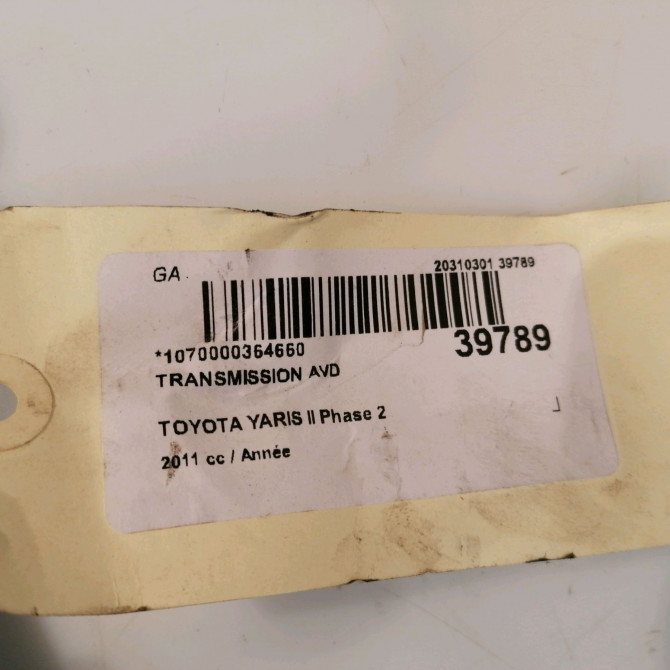 GA.
20310301 39789
*1070000364660
39789
TRANSMISSION AVD
TOYOTA YARIS II Phase 2
2011 cc / Année